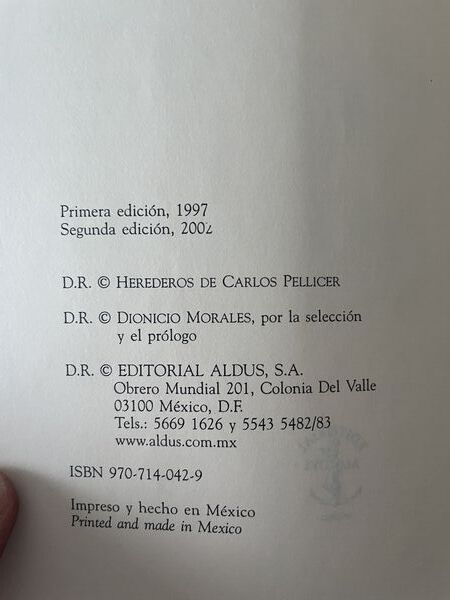 Primera edición, 1997
Segunda edición, 2002
D.R. © HEREDEROS DE CARLOS PELLICER
D.R. © DIONICIO MORALES, por la selección
y el prólogo
D.R. © EDITORIAL ALDUS, S.A.
Obrero Mundial 201, Colonia Del Valle
03100 México, D.F.
Tels.: 5669 1626 y 5543 5482/83
www.aldus.com.mx
ISBN 970-714-042-9
Impreso y hecho en México
Printed and made in Mexico